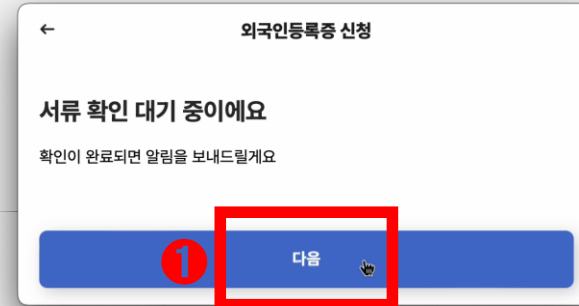 ← 외국인등록증 신청
서류 확인 대기 중이에요
확인이 완료되면 알림을 보내드릴게요
❶ 다음